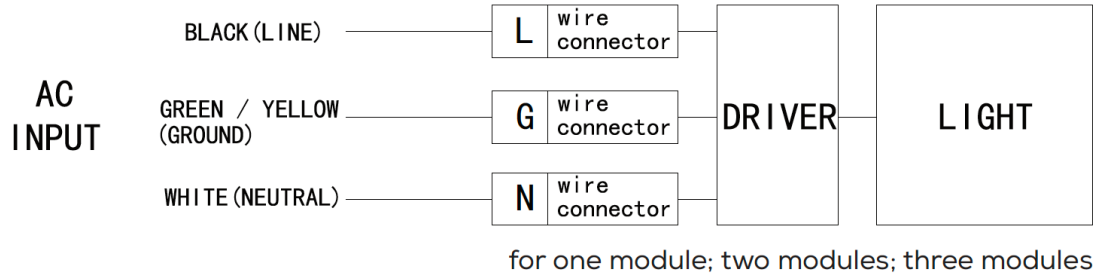 BLACK(LINE)
L
wire
connector
AC
INPUT
GREEN / YELLOW
(GROUND)
G
wire
connector
DRIVER
LIGHT
WHITE(NEUTRAL)
N
wire
connector
for one module; two modules; three modules